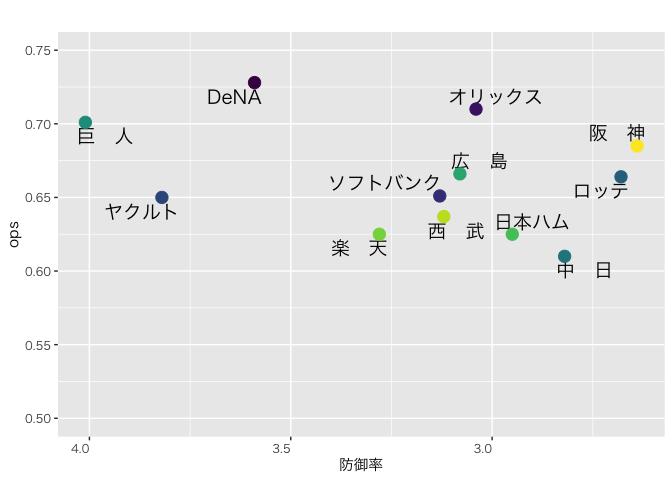 0.75
DeNA
オリックス
0.70
巨　人
阪　神
広　島
ソフトバンク
ロッテ
0.65
ヤクルト
西　武
日本ハム
楽　天
ops
0.60
中　日
0.55
0.50
4.0
3.5
3.0
防御率